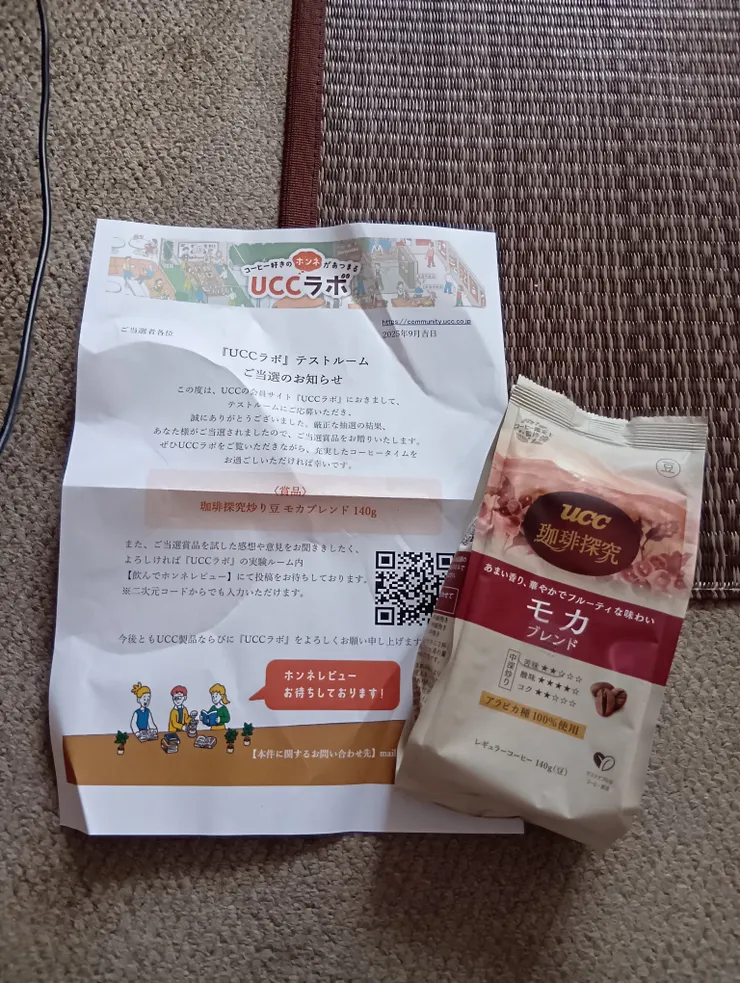 コーヒー好きのホンネがあつまる
UCCラボ
https://community.ucc.co.jp
ご当選者各位
2025年9月吉日
『UCCラボ』テストルーム
ご当選のお知らせ
この度は、UCCの会員サイト『UCCラボ』におきまして、
テストルームにご応募いただき、
誠にありがとうございました。厳正な抽選の結果、
あなた様がご当選されましたので、ご当選賞品をお贈りいたします。
ぜひUCCラボをご覧いただきながら、充実したコーヒータイムを
お過ごしいただければ幸いです。
〈賞品〉
珈琲探究炒り豆 モカブレンド 140g
また、ご当選賞品を試した感想や意見をお聞ききしたく、
よろしければ『UCCラボ』の実験ルーム内
【飲んでホンネレビュー】にて投稿をお待ちしております。
※二次元コードからでも入力いただけます。
今後ともUCC製品ならびに『UCCラボ』をよろしくお願い申し上げます
ホンネレビュー
お待ちしております!
【本件に関するお問い合わせ先】mail
豆
UCC
珈琲探究
あまい香り、華やかでフルーティな味わい
モカ
ブレンド
中深炒り
苦味 ★★☆☆☆
酸味 ★★★★☆
コク ★★☆☆☆
アラビカ種100%使用
レギュラーコーヒー 140g(豆)